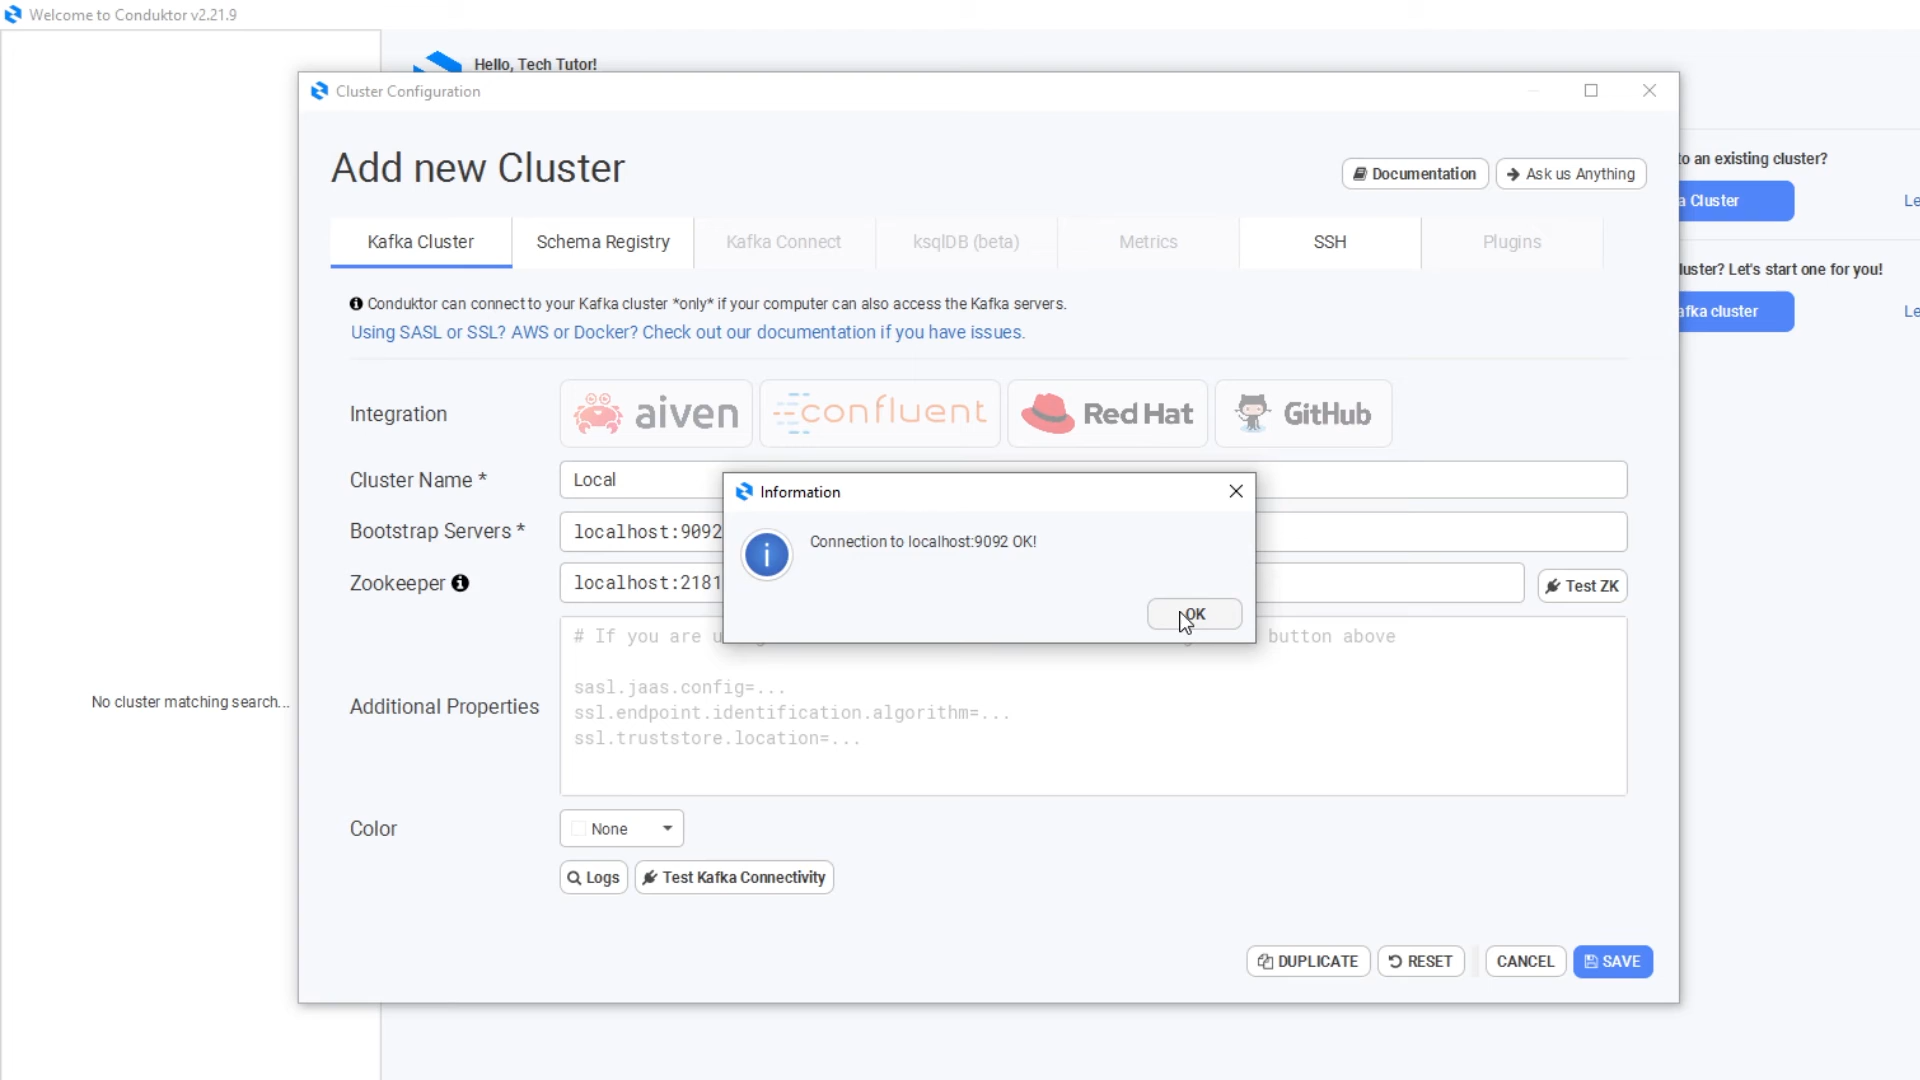 Welcome to Conduktor v2.21.9
Hello, Tech Tutor!
Cluster Configuration
Add new Cluster
Documentation
Ask us Anything
to an existing cluster?
a Cluster
Le
Kafka Cluster
Schema Registry
Kafka Connect
ksqlDB (beta)
Metrics
SSH
Plugins
luster? Let's start one for you!
afka cluster
Le
Conduktor can connect to your Kafka cluster *only* if your computer can also access the Kafka servers.
Using SASL or SSL? AWS or Docker? Check out our documentation if you have issues.
Integration
aiven
confluent
Red Hat
GitHub
Cluster Name *
Local
Information
Bootstrap Servers *
localhost:9092
Connection to localhost:9092 OK!
Zookeeper
localhost:2181
Test ZK
OK
# If you are u
button above
sasl.jaas.config=...
ssl.endpoint.identification.algorithm=...
ssl.truststore.location=...
Additional Properties
No cluster matching search...
Color
None
Logs
Test Kafka Connectivity
DUPLICATE
RESET
CANCEL
SAVE